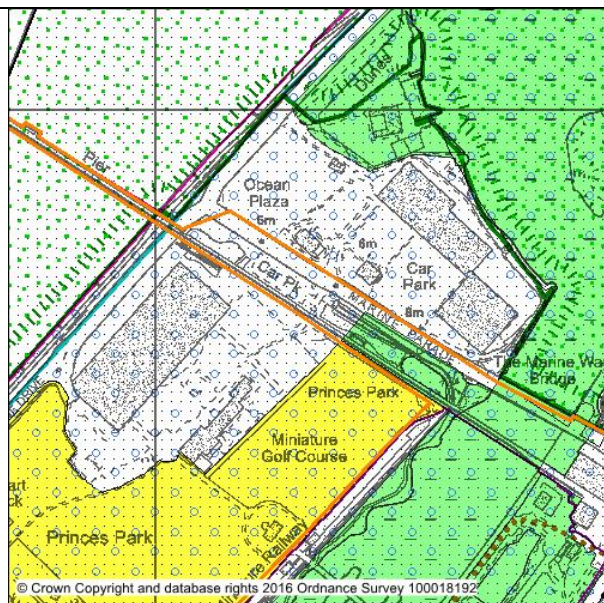 Dunes
Pier
Ocean
Plaza
6m
6m
Car Pk
Car
Park
8m
MARINE PARADE
The Marine Wa
Bridge
Princes Park
Miniature
Golf Course
Princes Park
Railway
© Crown Copyright and database rights 2016 Ordnance Survey 100018192